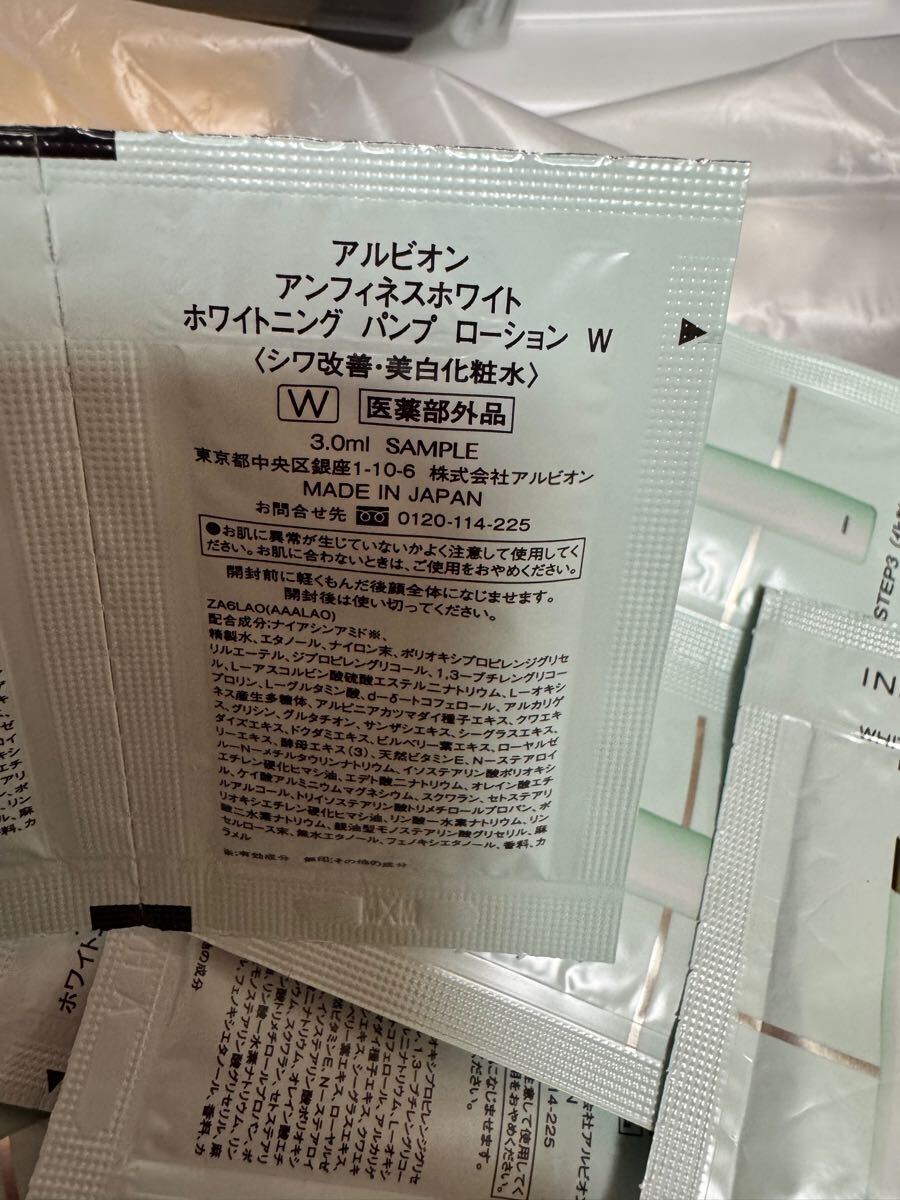 アルビオン
アンフィネスホワイト
ホワイトニング パンプ ローション W
〈シワ改善・美白化粧水〉
W 医薬部外品
3.0ml SAMPLE
東京都中央区銀座1-10-6 株式会社アルビオン
MADE IN JAPAN
お問合せ先 0120-114-225
●お肌に異常が生じていないかよく注意して使用してく
ださい。お肌に合わないときは、ご使用をおやめください。
開封前に軽くもんだ後顔全体になじませます。
開封後は使い切ってください。
ZA6LAO(AAALAO)
配合成分:ナイアシンアミド※、
精製水、エタノール、ナイロン末、ポリオキシプロピレンジグリセ
リルエーテル、ジプロピレングリコール、1,3-ブチレングリコー
ル、L-アスコルビン酸硫酸エステル二ナトリウム、L-オキシ
プロリン、L-グルタミン酸、d-δ-トコフェロール、アルカリゲ
ネス産生多糖体、アルピニアカツマダイ種子エキス、クワエキ
ス、グリシン、グルタチオン、サンザシエキス、シーグラスエキス、
ダイズエキス、ドクダミエキス、ビルベリー葉エキス、ローヤルゼ
リーエキス、酵母エキス(3)、天然ビタミンE、N-ステアロイ
ル-N-メチルタウリンナトリウム、イソステアリン酸ポリオキシ
エチレン硬化ヒマシ油、エデト酸二ナトリウム、オレイン酸エチ
ル、ケイ酸アルミニウムマグネシウム、スクワラン、セトステアリ
ルアルコール、トリイソステアリン酸トリメチロールプロパン、ポ
リオキシエチレン硬化ヒマシ油、リン酸一水素ナトリウム、リン
酸二水素ナトリウム、親油型モノステアリン酸グリセリル、麻
セルロース末、無水エタノール、フェノキシエタノール、香料、カ
ラメル
※:有効成分 無印:その他の成分
MXM
STEP3
IN
WHI
ホワイト
の成分
14-225
になじませます。